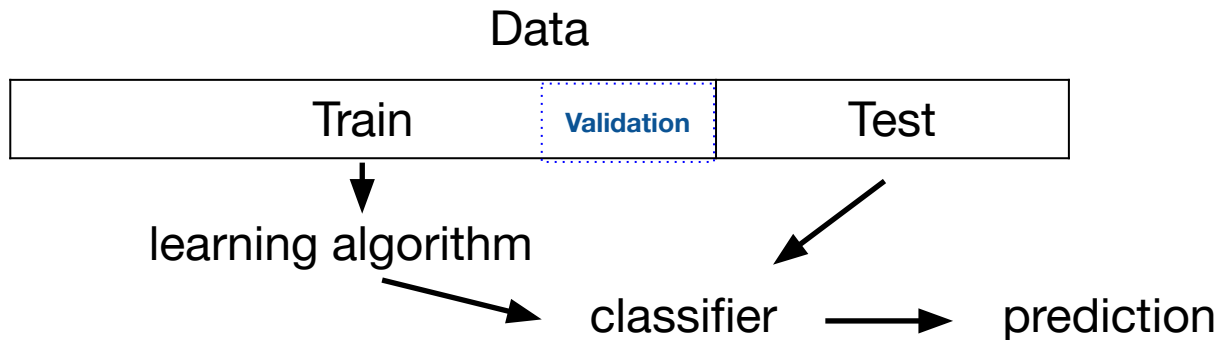 Data
Train Validation Test
learning algorithm
classifier prediction